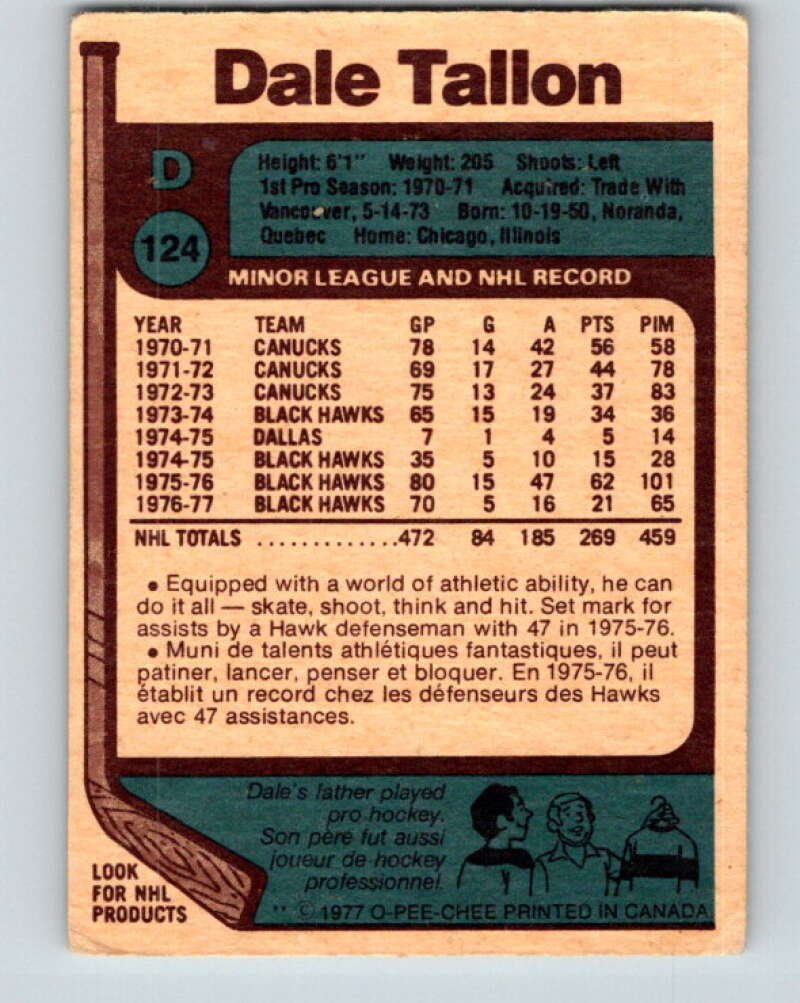 Dale Tallon
D
124
Height: 6'1" Weight: 205 Shoots: Left
1st Pro Season: 1970-71 Acquired: Trade With
Vancouver, 5-14-73 Born: 10-19-50, Noranda,
Quebec Home: Chicago, Illinois
MINOR LEAGUE AND NHL RECORD
YEAR TEAM GP G A PTS PIM
1970-71 CANUCKS 78 14 42 56 58
1971-72 CANUCKS 69 17 27 44 78
1972-73 CANUCKS 75 13 24 37 83
1973-74 BLACK HAWKS 65 15 19 34 36
1974-75 DALLAS 7 1 4 5 14
1974-75 BLACK HAWKS 35 5 10 15 28
1975-76 BLACK HAWKS 80 15 47 62 101
1976-77 BLACK HAWKS 70 5 16 21 65
NHL TOTALS .............472 84 185 269 459
• Equipped with a world of athletic ability, he can
do it all — skate, shoot, think and hit. Set mark for
assists by a Hawk defenseman with 47 in 1975-76.
• Muni de talents athlétiques fantastiques, il peut
patiner, lancer, penser et bloquer. En 1975-76, il
établit un record chez les défenseurs des Hawks
avec 47 assistances.
Dale's father played
pro hockey.
Son père fut aussi
joueur de hockey
professionnel.
LOOK
FOR NHL
PRODUCTS
** © 1977 O-PEE-CHEE PRINTED IN CANADA